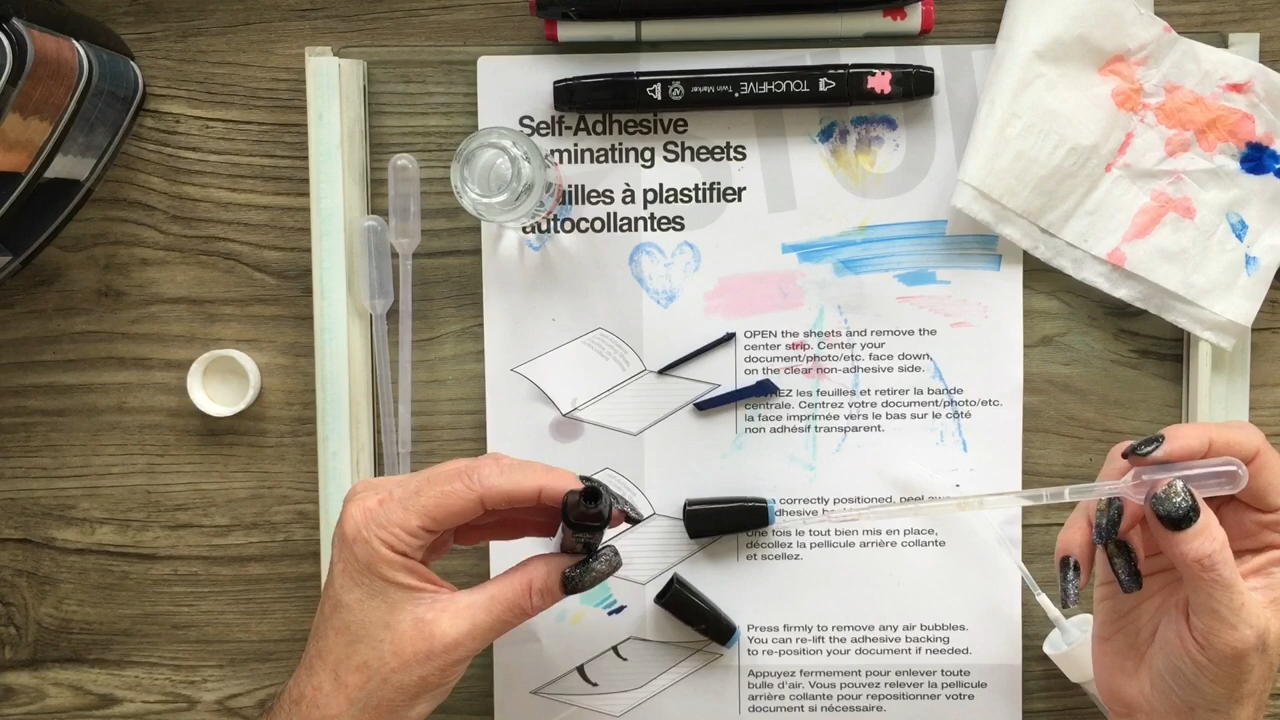 TOUCHFIVE Twin Marker
Self-Adhesive
minating Sheets
uilles à plastifier
autocollantes
OPEN the sheets and remove the
center strip. Center your
document/photo/etc. face down,
on the clear non-adhesive side.
les feuilles et retirer la bande
centrale. Centrez votre document/photo/etc.
la face imprimée vers le bas sur le côté
non adhésif transparent.
correctly positioned, peel
Une fois le tout bien mis en place,
décollez la pellicule arrière collante
et scellez.
Press firmly to remove any air bubbles.
You can re-lift the adhesive backing
to re-position your document if needed.
Appuyez fermement pour enlever toute
bulle d'air. Vous pouvez relever la pellicule
arrière collante pour repositionner votre
document si nécessaire.